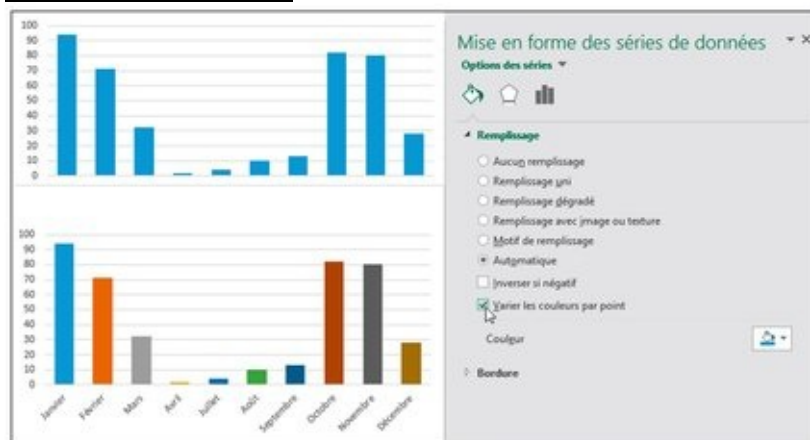 100
90
80
70
60
50
40
30
20
10
0
100
90
80
70
60
50
40
30
20
10
0
Janvier
Février
Mars
Avril
Juillet
Août
Septembre
Octobre
Novembre
Décembre
Mise en forme des séries de données
Options des séries
Remplissage
Aucun remplissage
Remplissage uni
Remplissage dégradé
Remplissage avec image ou texture
Motif de remplissage
Automatique
Inverser si négatif
Varier les couleurs par point
Couleur
Bordure